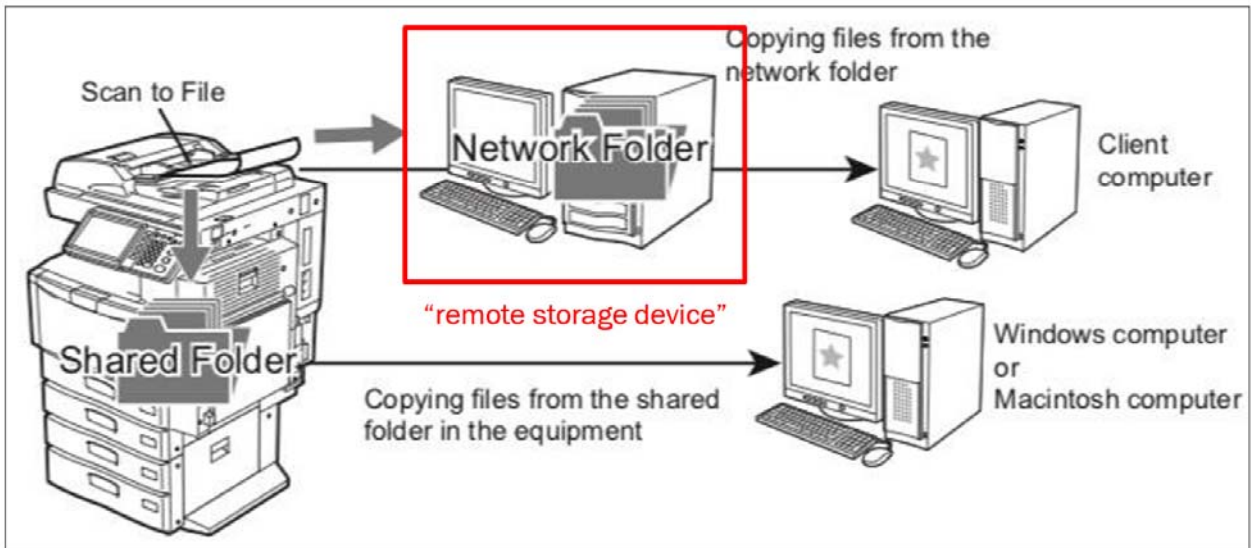 Copying files from the
network folder
Scan to File
Network Folder
Client
computer
“remote storage device”
Shared Folder
Windows computer
or
Macintosh computer
Copying files from the shared
folder in the equipment